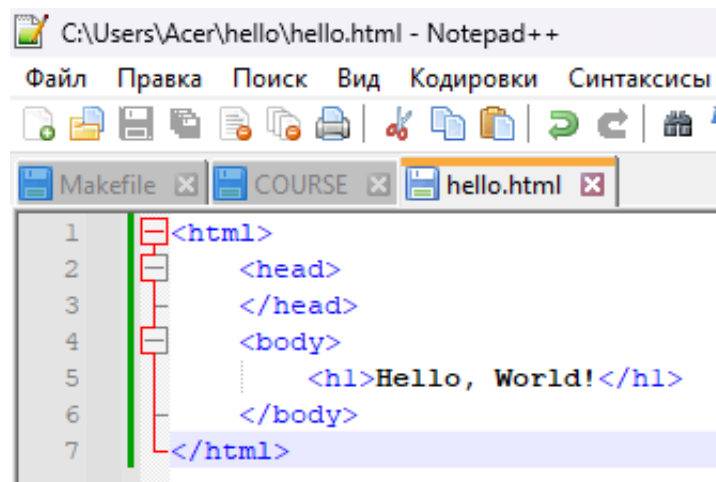 C:\Users\Acer\hello\hello.html - Notepad++
Файл Правка Поиск Вид Кодировки Синтаксисы
Makefile COURSE hello.html
1 <html>
2 <head>
3 </head>
4 <body>
5 <h1>Hello, World!</h1>
6 </body>
7 </html>